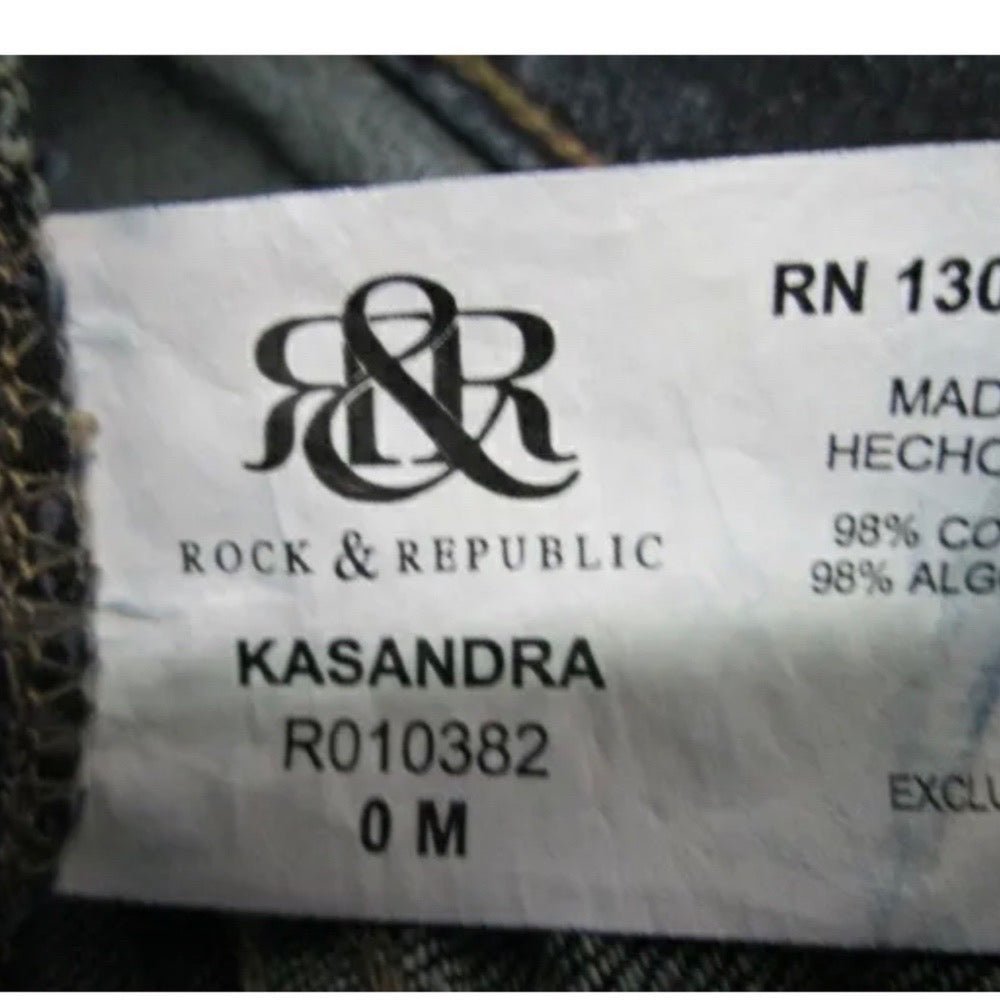 R&R
ROCK & REPUBLIC
KASANDRA
R010382
0 M
RN 130
MAD
HECHO
98% CO
98% ALG
EXCLU